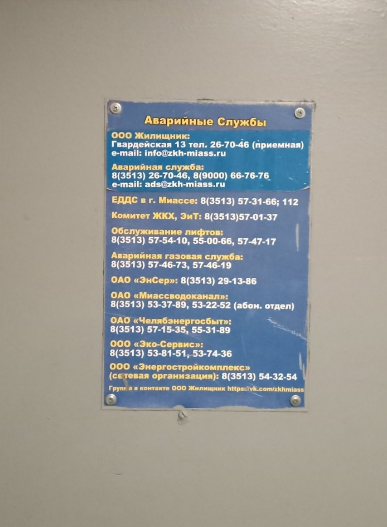 Аварийные Службы
ООО Жилищник:
Гвардейская 13 тел. 26-70-46 (приемная)
e-mail: info@zkh-miass.ru
Аварийная служба:
8(3513) 26-70-46, 8(9000) 66-76-76
e-mail: ads@zkh-miass.ru
ЕДДС в г. Миассе: 8(3513) 57-31-66; 112
Комитет ЖКХ, ЭиТ: 8(3513)57-01-37
Обслуживание лифтов:
8(3513) 57-54-10, 55-00-66, 57-47-17
Аварийная газовая служба:
8(3513) 57-46-73, 57-46-19
ОАО «ЭнСер»: 8(3513) 29-13-86
ОАО «Миассводоканал»:
8(3513) 53-37-89, 53-22-52 (абон. отдел)
ОАО «Челябэнергосбыт»:
8(3513) 57-15-35, 55-31-89
ООО «Эко-Сервис»:
8(3513) 53-81-51, 53-74-36
ООО «Энергостройкомплекс»
(сетевая организация): 8(3513) 54-32-54
Группа в контакте ООО Жилищник https://vk.com/zkhmiass